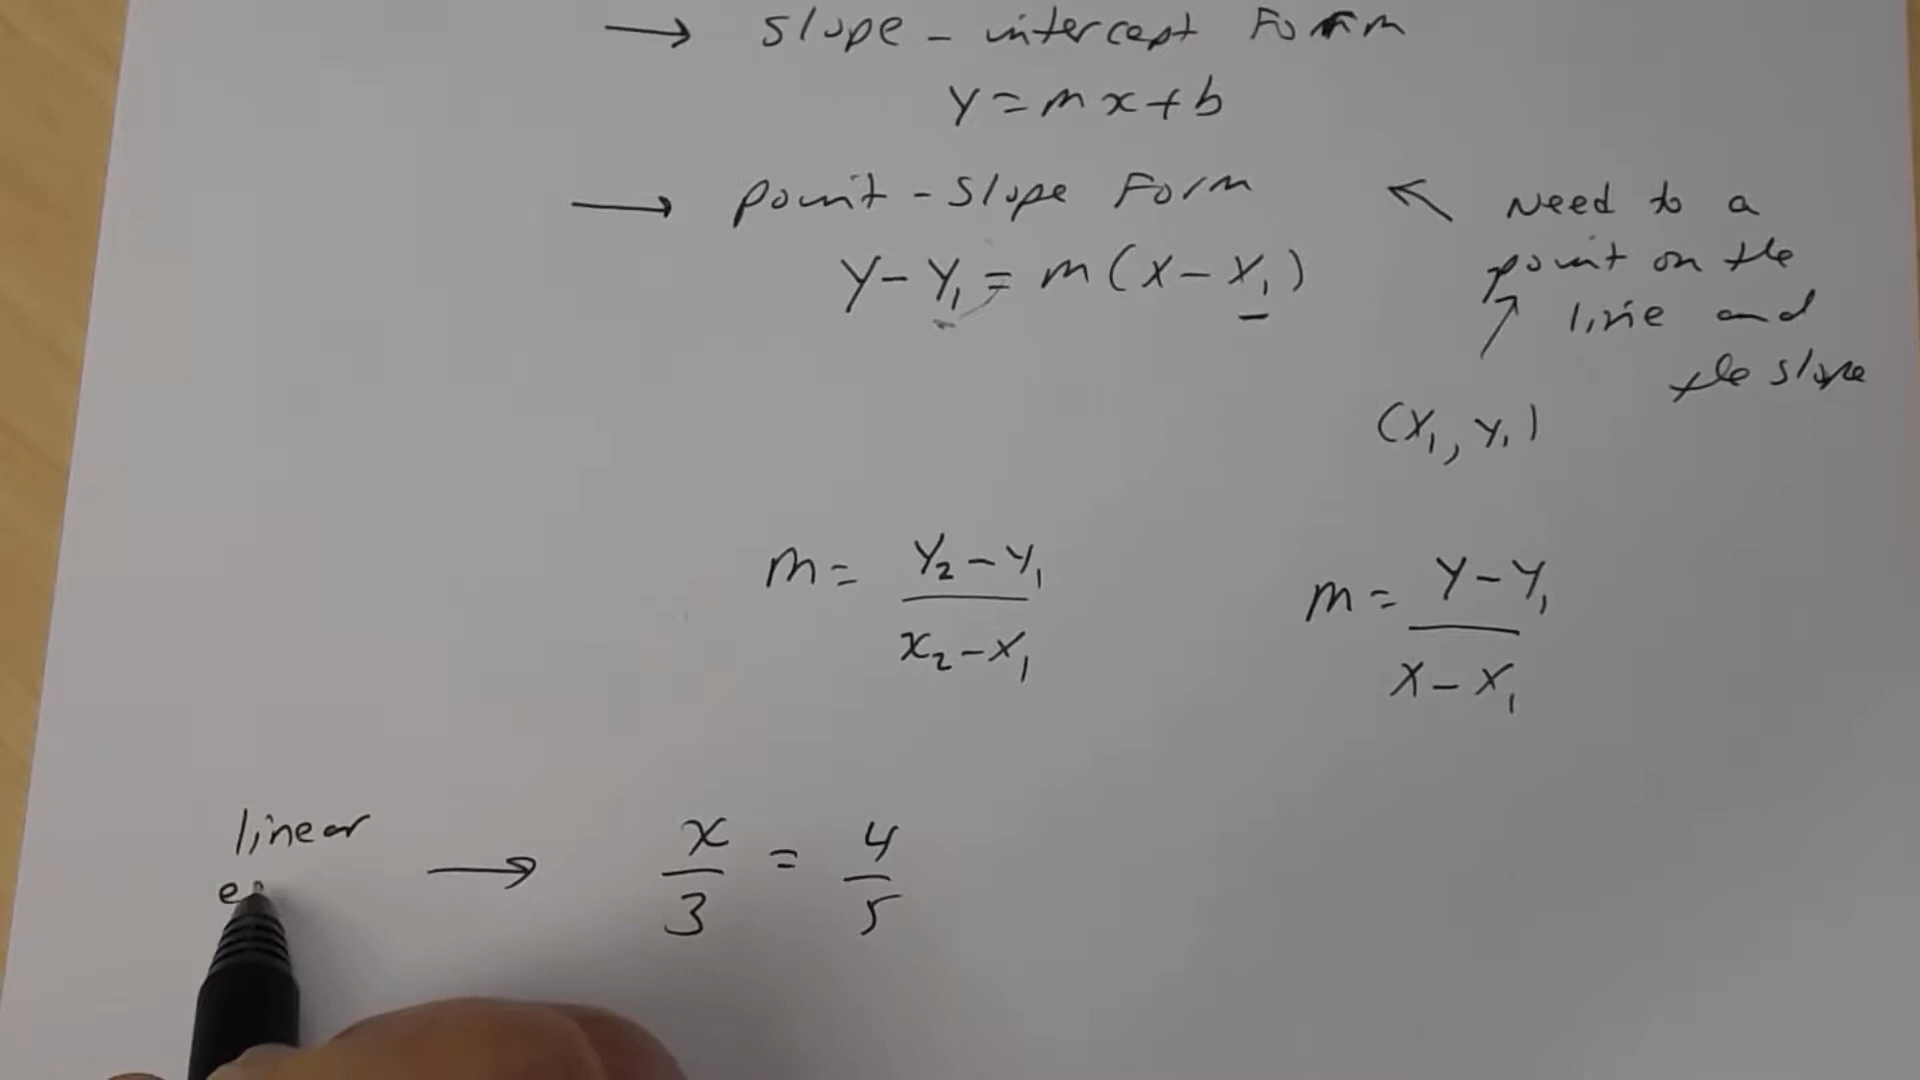 → slope - intercept Form
y = mx + b
→ point - slope Form
y - y₁ = m(x - x₁)
← Need to a
point on the
line and
the slope
(x₁, y₁)
m = y₂ - y₁ / x₂ - x₁
m = y - y₁ / x - x₁
linear
e
→ x/3 = 4/5